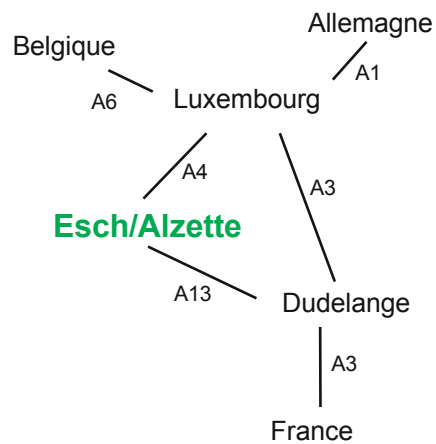 Allemagne
Belgique
A1
A6
Luxembourg
A4
A3
Esch/Alzette
A13
Dudelange
A3
France